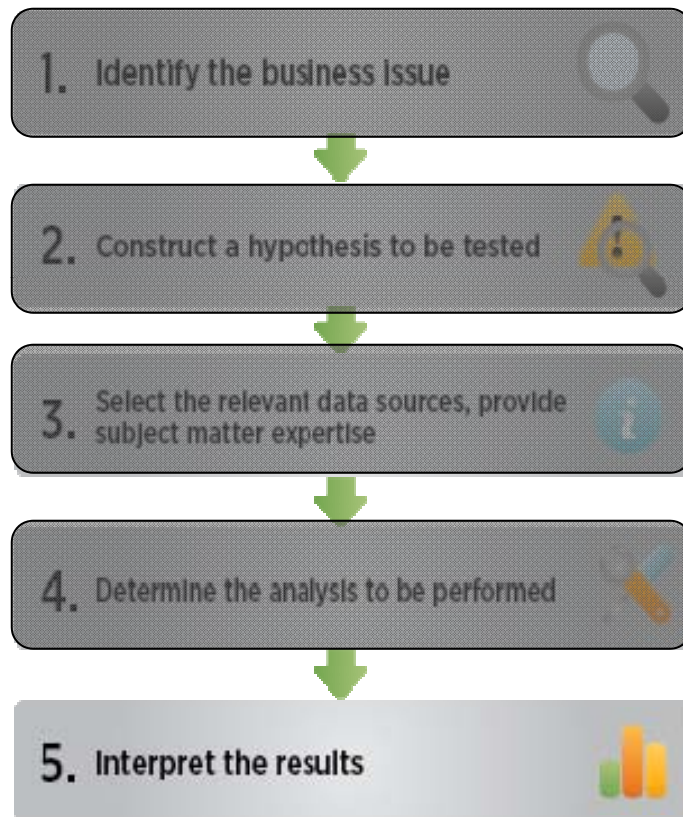 1. Identify the business issue
2. Construct a hypothesis to be tested
3. Select the relevant data sources, provide
subject matter expertise
4. Determine the analysis to be performed
5. Interpret the results